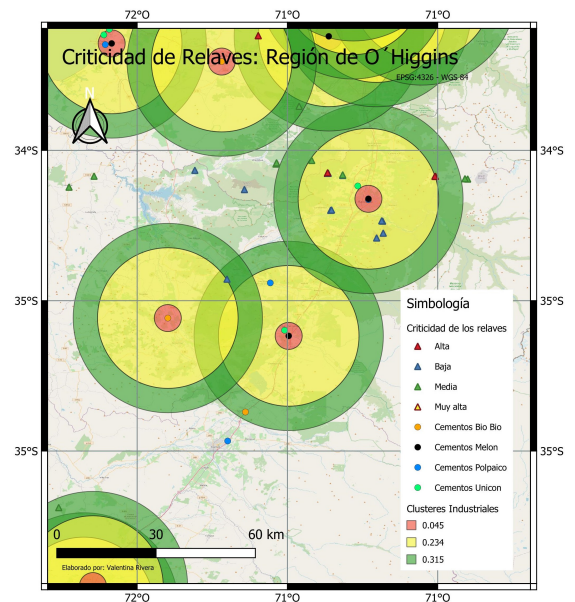 72°O 71°O 71°O
Criticidad de Relaves: Región de O´Higgins
EPSG:4326 - WGS 84
N
34°S 34°S
35°S 35°S
35°S 35°S
Simbología
Criticidad de los relaves
Alta
Baja
Media
Muy alta
Cementos Bio Bio
Cementos Melon
Cementos Polpaico
Cementos Unicon
Clusteres Industriales
0.045
0.234
0.315
0 30 60 km
Elaborado por: Valentina Rivera
72°O 71°O 71°O